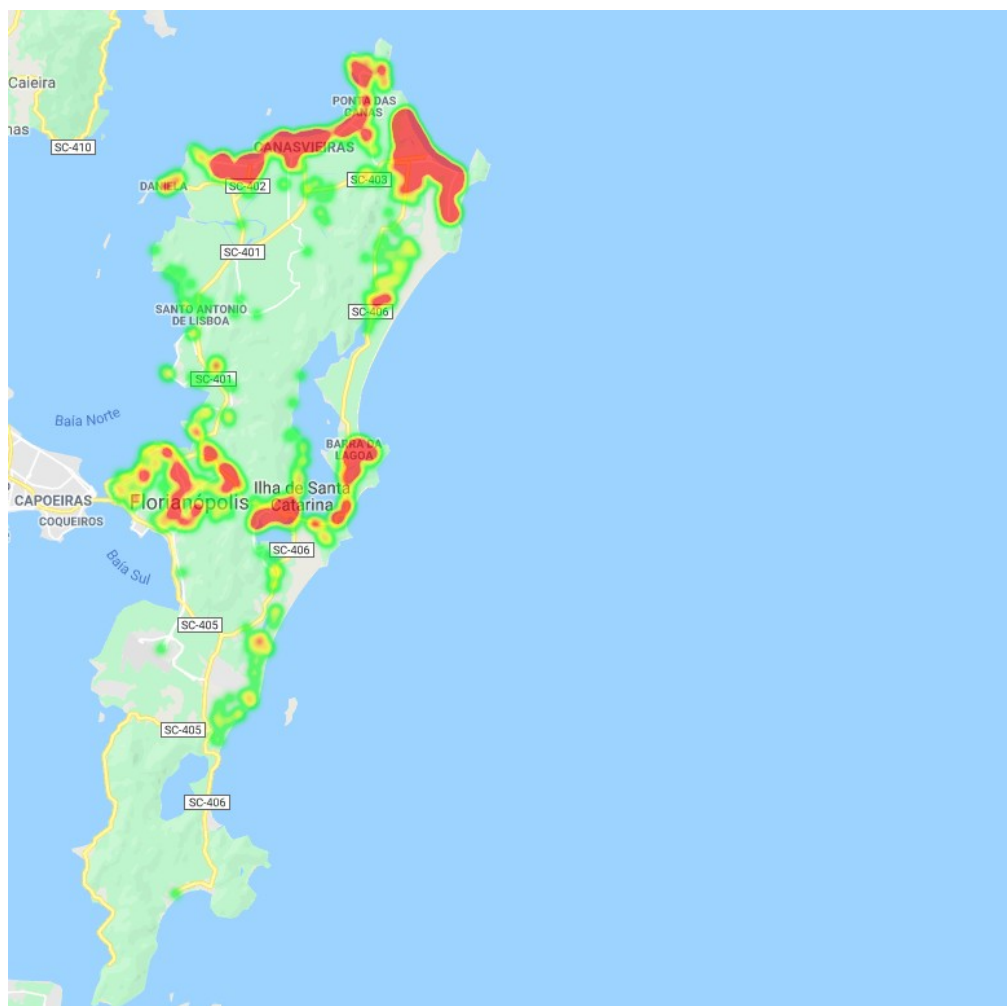 Caieira
nas
SC-410
PONTA DAS
CANAS
CANASVIEIRAS
DANIELA
SC-402
SC-403
SC-401
SANTO ANTONIO
DE LISBOA
SC-406
SC-401
Baía Norte
BARRA DA
LAGOA
CAPOEIRAS
Florianópolis
Ilha de Santa
Catarina
COQUEIROS
SC-406
Baía Sul
SC-405
SC-405
SC-406